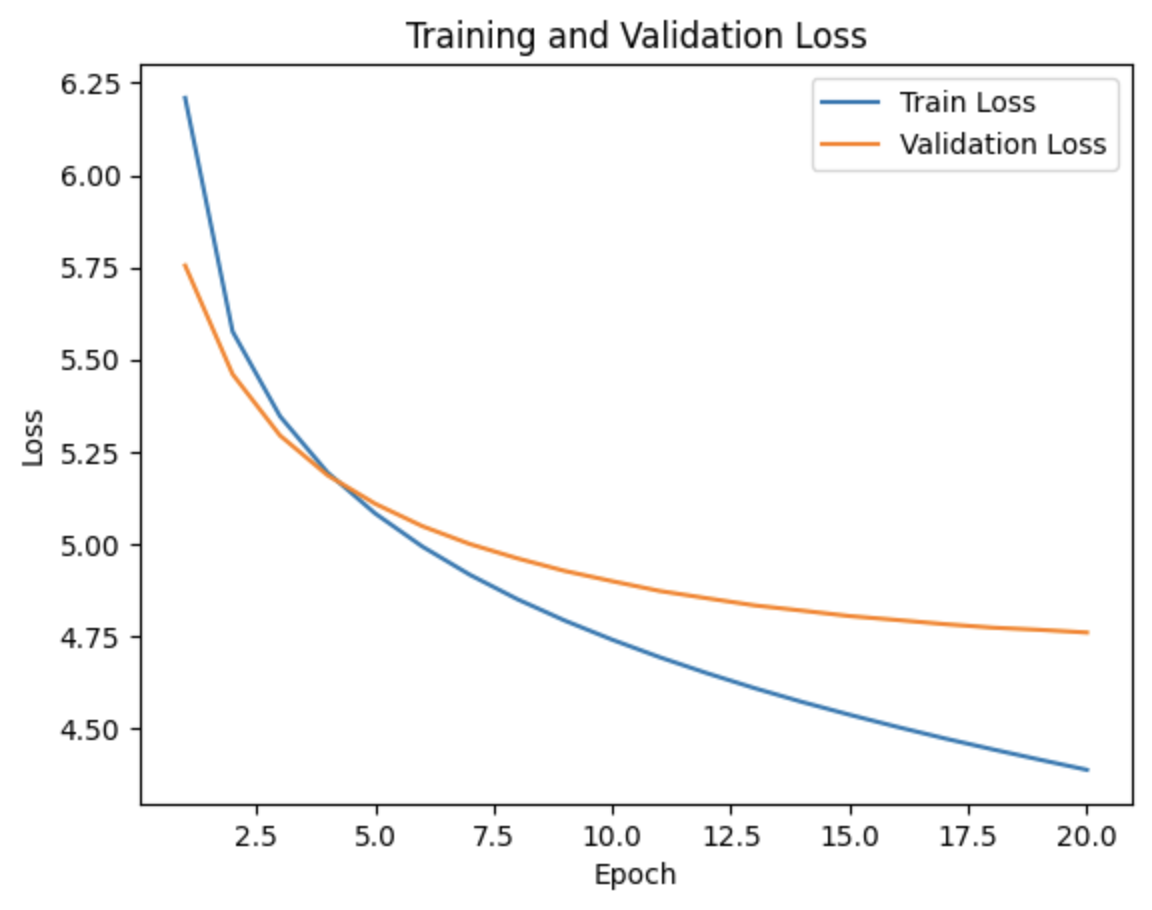 Training and Validation Loss
Train Loss
Validation Loss
6.25
6.00
5.75
5.50
5.25
5.00
4.75
4.50
Loss
2.5 5.0 7.5 10.0 12.5 15.0 17.5 20.0
Epoch